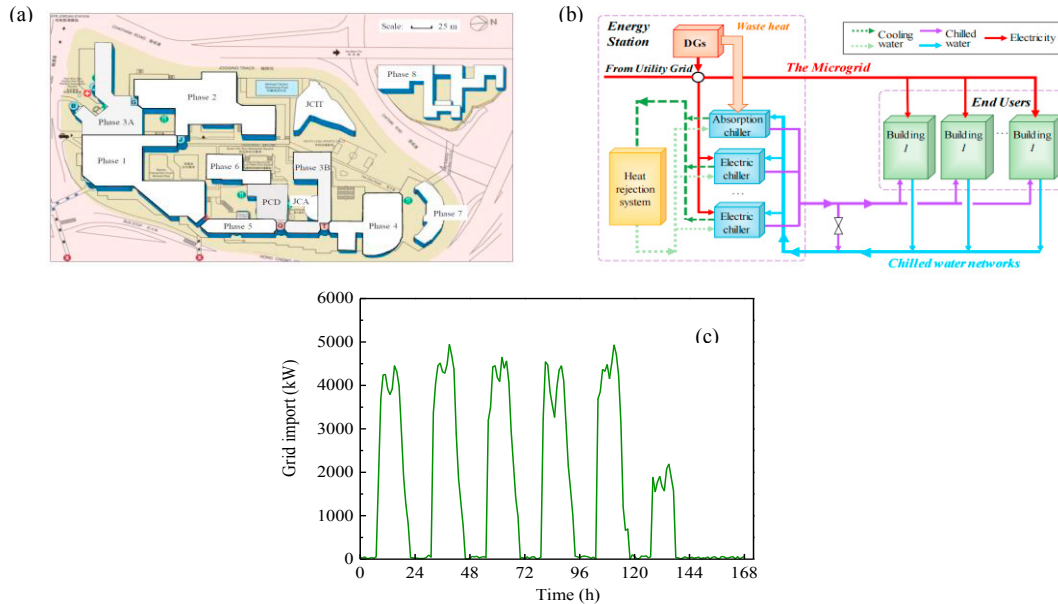 (a)
Scale: 25 m
N
Phase 8
Phase 2
JCIT
Phase 3A
Phase 1
Phase 6
Phase 3B
PCD
JCA
Phase 7
Phase 5
Phase 4
(b)
Energy
Station
Waste heat
DGs
Cooling
water
Chilled
water
Electricity
From Utility Grid
The Microgrid
End Users
Absorption
chiller
Building
I
Building
I
Building
I
Electric
chiller
Heat
rejection
system
...
Electric
chiller
Chilled water networks
(c)
Grid import (kW)
6000
5000
4000
3000
2000
1000
0
0 24 48 72 96 120 144 168
Time (h)